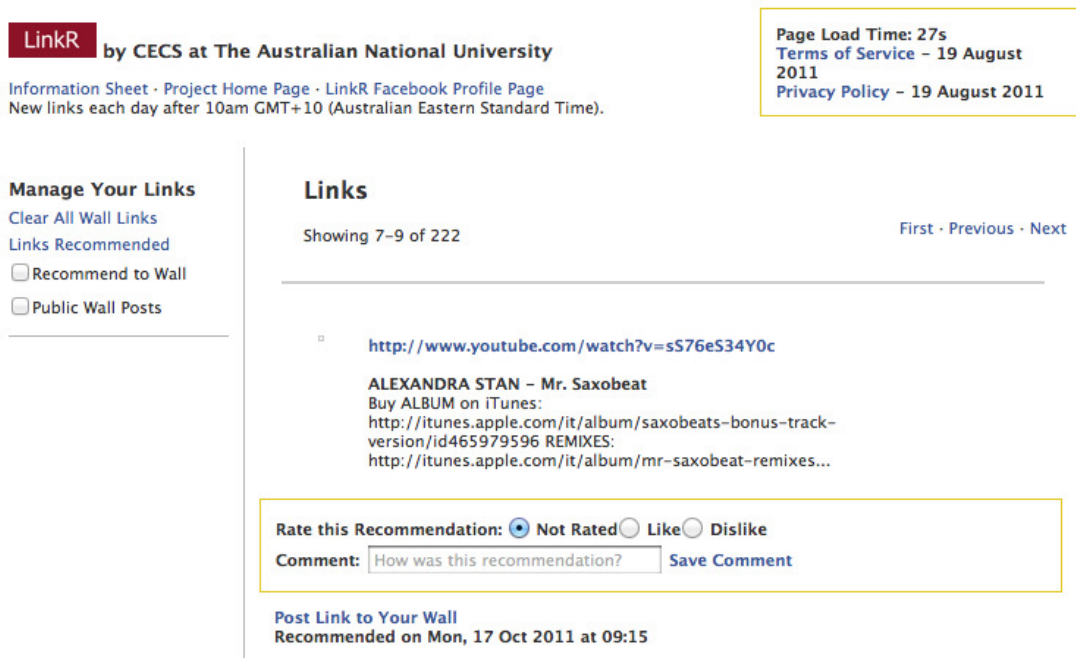 LinkR by CECS at The Australian National University
Information Sheet · Project Home Page · LinkR Facebook Profile Page
New links each day after 10am GMT+10 (Australian Eastern Standard Time).
Page Load Time: 27s
Terms of Service – 19 August
2011
Privacy Policy – 19 August 2011
Manage Your Links
Clear All Wall Links
Links Recommended
Recommend to Wall
Public Wall Posts
Links
Showing 7–9 of 222
First · Previous · Next
http://www.youtube.com/watch?v=sS76eS34Y0c
ALEXANDRA STAN – Mr. Saxobeat
Buy ALBUM on iTunes:
http://itunes.apple.com/it/album/saxobeats-bonus-track-
version/id465979596 REMIXES:
http://itunes.apple.com/it/album/mr-saxobeat-remixes...
Rate this Recommendation: Not Rated Like Dislike
Comment: How was this recommendation? Save Comment
Post Link to Your Wall
Recommended on Mon, 17 Oct 2011 at 09:15